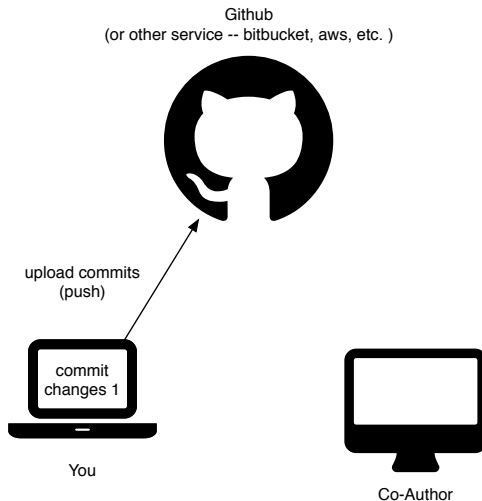 Github
(or other service -- bitbucket, aws, etc. )
upload commits
(push)
commit
changes 1
You
Co-Author